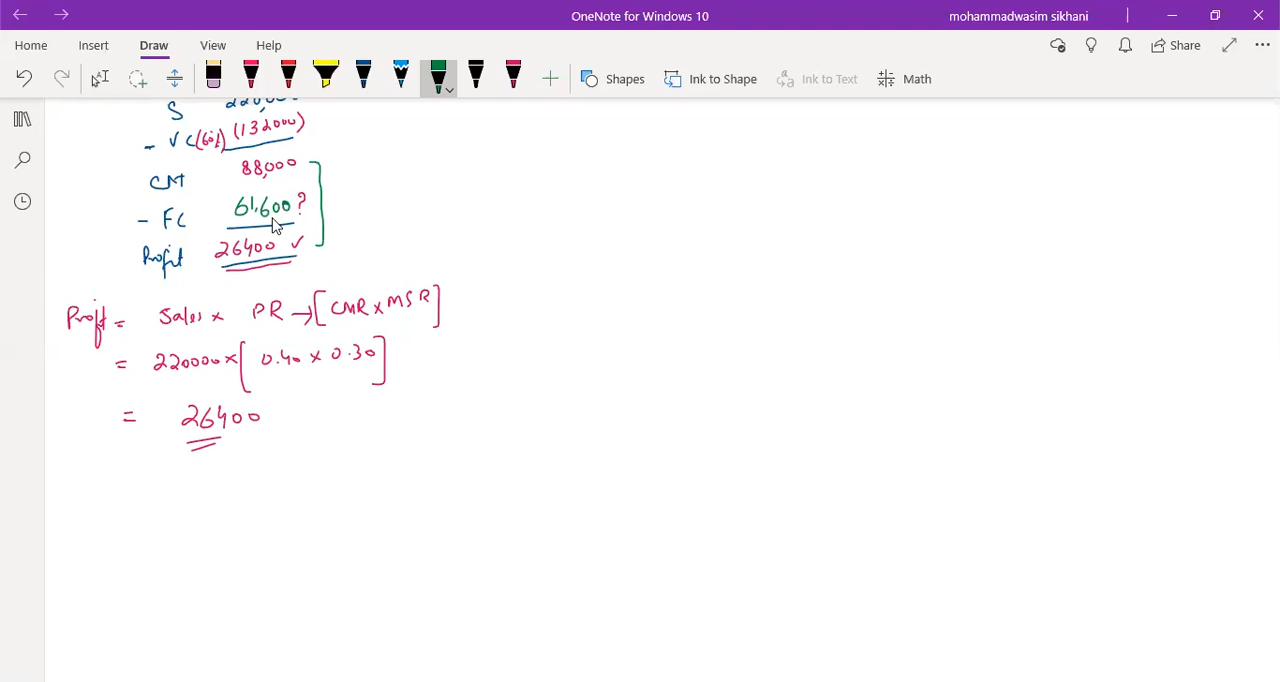 OneNote for Windows 10
mohammadwasim sikhani
Home Insert Draw View Help
Share
Shapes Ink to Shape Ink to Text Math
S 220,000
- VC (60%) (132000)
CM 88,000
- FC 61,600 ?
Profit 26400 ✓
Profit = Sales x PR → [CMR x MSR]
= 220000 x [0.40 x 0.30]
= 26400